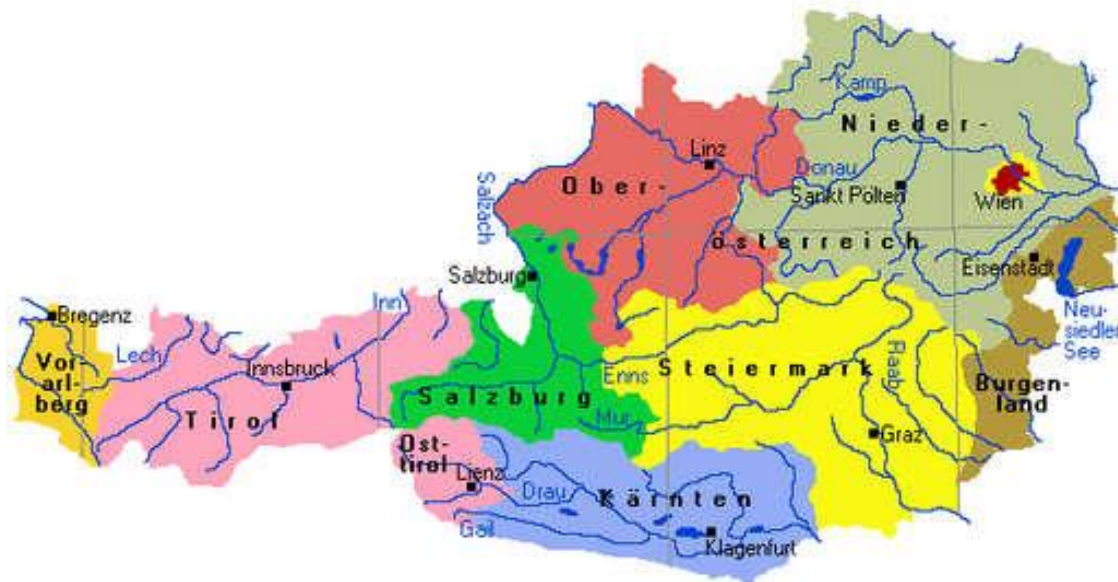 Kamp
Nieder-
Linz
Donau
Ober-
Sankt Pölten
Wien
Salzach
österreich
Salzburg
Eisenstadt
Inn
Bregenz
Neu-
siedler
See
Lech
Vor
arl-
berg
Innsbruck
Enns
Steiermark
Raab
Burgen-
land
Tirol
Salzburg
Mur
Graz
Ost-
tirol
Lienz
Drau
Kärnten
Gail
Klagenfurt